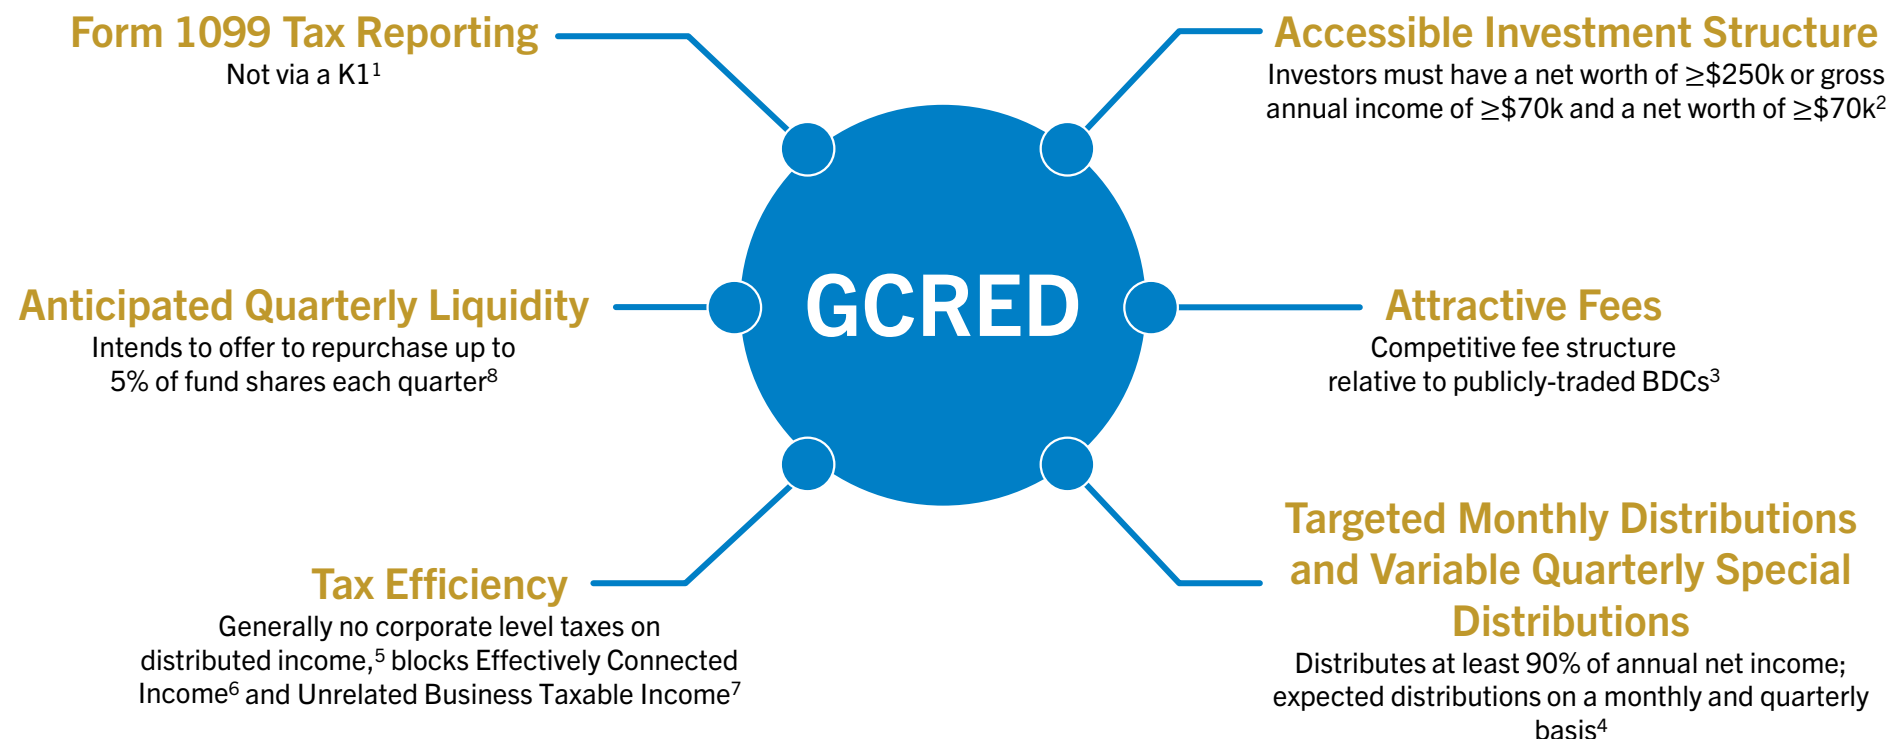 Form 1099 Tax Reporting
Not via a K1¹
Accessible Investment Structure
Investors must have a net worth of ≥$250k or gross
annual income of ≥$70k and a net worth of ≥$70k²
GCRED
Anticipated Quarterly Liquidity
Intends to offer to repurchase up to
5% of fund shares each quarter⁸
Attractive Fees
Competitive fee structure
relative to publicly-traded BDCs³
Tax Efficiency
Generally no corporate level taxes on
distributed income,⁵ blocks Effectively Connected
Income⁶ and Unrelated Business Taxable Income⁷
Targeted Monthly Distributions
and Variable Quarterly Special
Distributions
Distributes at least 90% of annual net income;
expected distributions on a monthly and quarterly
basis⁴